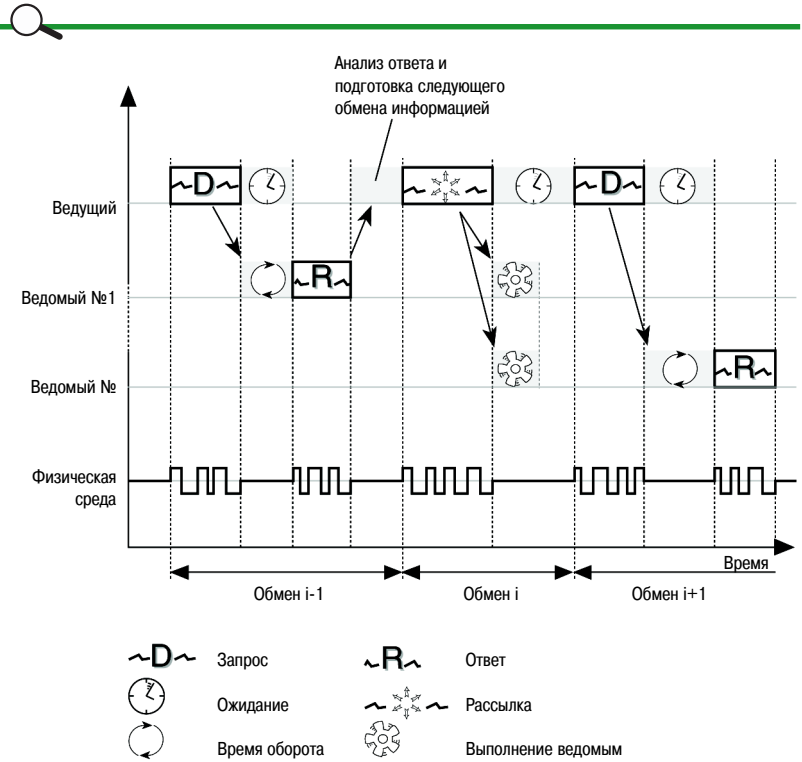 Анализ ответа и
подготовка следующего
обмена информацией
D
D
Ведущий
R
Ведомый №1
R
Ведомый №
Физическая
среда
Время
Обмен i-1
Обмен i
Обмен i+1
D
Запрос
R
Ответ
Ожидание
Рассылка
Время оборота
Выполнение ведомым